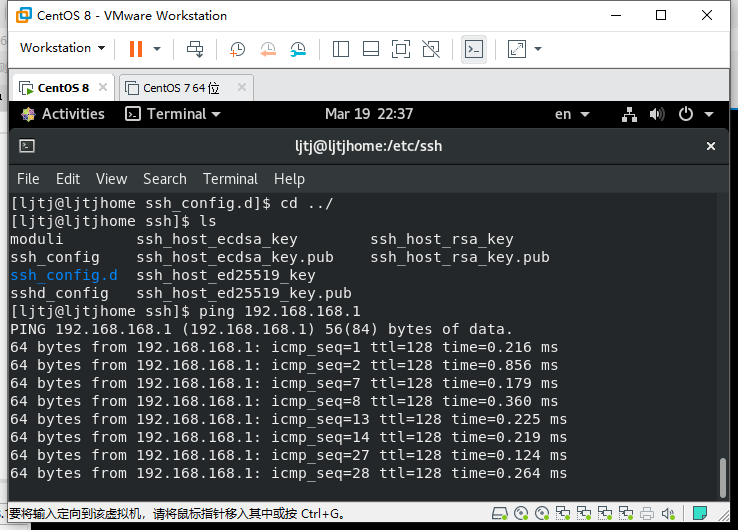 CentOS 8 - VMware Workstation
Workstation
CentOS 8 CentOS 7 64 位
Activities Terminal Mar 19 22:37 en
ljtj@ljtjhome:/etc/ssh
File Edit View Search Terminal Help
[ljtj@ljtjhome ssh_config.d]$ cd ../
[ljtj@ljtjhome ssh]$ ls
moduli ssh_host_ecdsa_key ssh_host_rsa_key
ssh_config ssh_host_ecdsa_key.pub ssh_host_rsa_key.pub
ssh_config.d ssh_host_ed25519_key
sshd_config ssh_host_ed25519_key.pub
[ljtj@ljtjhome ssh]$ ping 192.168.168.1
PING 192.168.168.1 (192.168.168.1) 56(84) bytes of data.
64 bytes from 192.168.168.1: icmp_seq=1 ttl=128 time=0.216 ms
64 bytes from 192.168.168.1: icmp_seq=2 ttl=128 time=0.856 ms
64 bytes from 192.168.168.1: icmp_seq=7 ttl=128 time=0.179 ms
64 bytes from 192.168.168.1: icmp_seq=8 ttl=128 time=0.360 ms
64 bytes from 192.168.168.1: icmp_seq=13 ttl=128 time=0.225 ms
64 bytes from 192.168.168.1: icmp_seq=14 ttl=128 time=0.219 ms
64 bytes from 192.168.168.1: icmp_seq=27 ttl=128 time=0.124 ms
64 bytes from 192.168.168.1: icmp_seq=28 ttl=128 time=0.264 ms
要将输入定向到该虚拟机，请将鼠标指针移入其中或按 Ctrl+G。